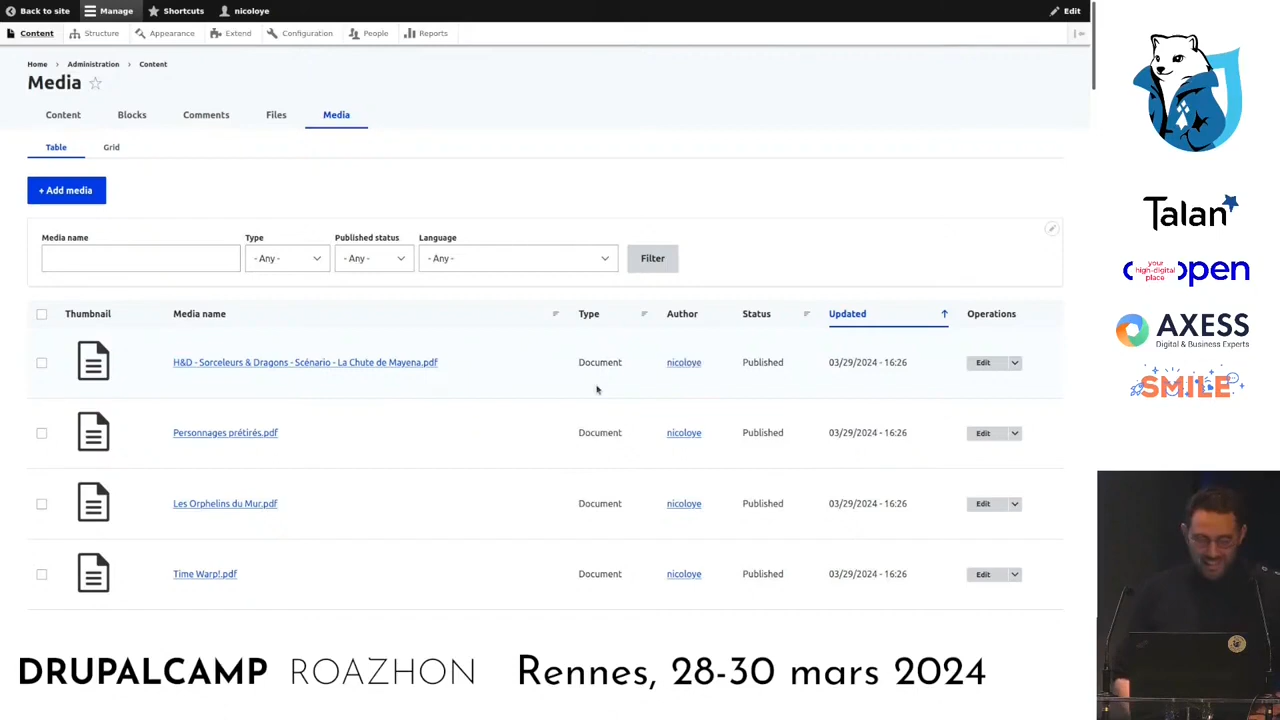 Back to site Manage Shortcuts nicoloye Edit
Content Structure Appearance Extend Configuration People Reports
Home › Administration › Content
Media
Content Blocks Comments Files Media
Table Grid
+ Add media
Media name Type Published status Language
- Any - - Any - - Any - Filter
Thumbnail Media name Type Author Status Updated Operations
H&D - Sorceleurs & Dragons - Scénario - La Chute de Mayena.pdf Document nicoloye Published 03/29/2024 - 16:26 Edit
Personnages prétirés.pdf Document nicoloye Published 03/29/2024 - 16:26 Edit
Les Orphelins du Mur.pdf Document nicoloye Published 03/29/2024 - 16:26 Edit
Time Warp!.pdf Document nicoloye Published 03/29/2024 - 16:26 Edit
Talan
your
high-digital
place
open
AXESS
Digital & Business Experts
SMILE
DRUPALCAMP ROAZHON Rennes, 28-30 mars 2024